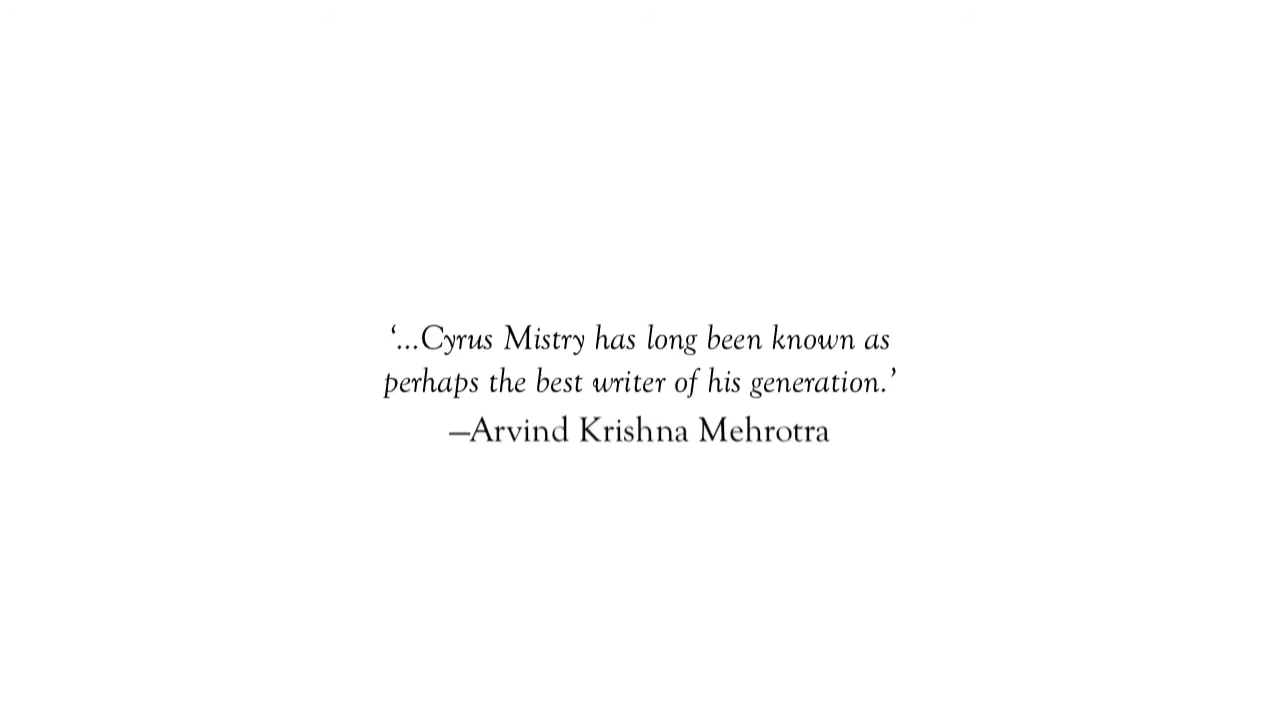 ‘...Cyrus Mistry has long been known as
perhaps the best writer of his generation.’
—Arvind Krishna Mehrotra